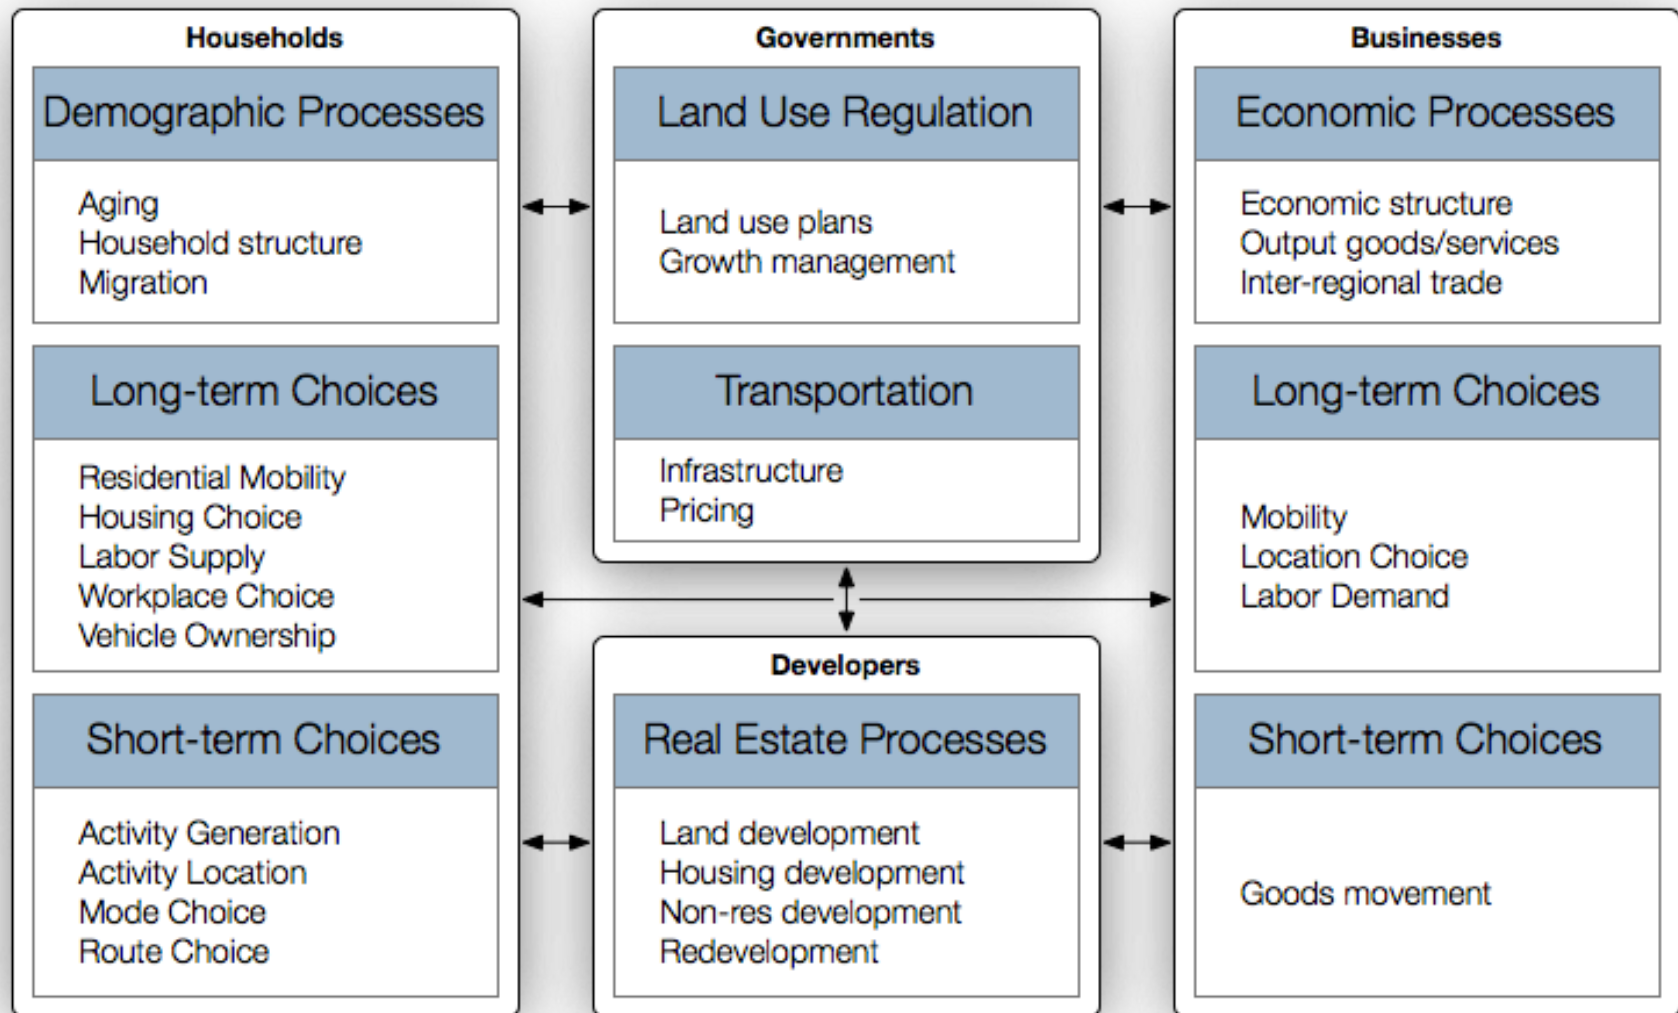 Households
Demographic Processes
Aging
Household structure
Migration
Long-term Choices
Residential Mobility
Housing Choice
Labor Supply
Workplace Choice
Vehicle Ownership
Short-term Choices
Activity Generation
Activity Location
Mode Choice
Route Choice
Governments
Land Use Regulation
Land use plans
Growth management
Transportation
Infrastructure
Pricing
Developers
Real Estate Processes
Land development
Housing development
Non-res development
Redevelopment
Businesses
Economic Processes
Economic structure
Output goods/services
Inter-regional trade
Long-term Choices
Mobility
Location Choice
Labor Demand
Short-term Choices
Goods movement